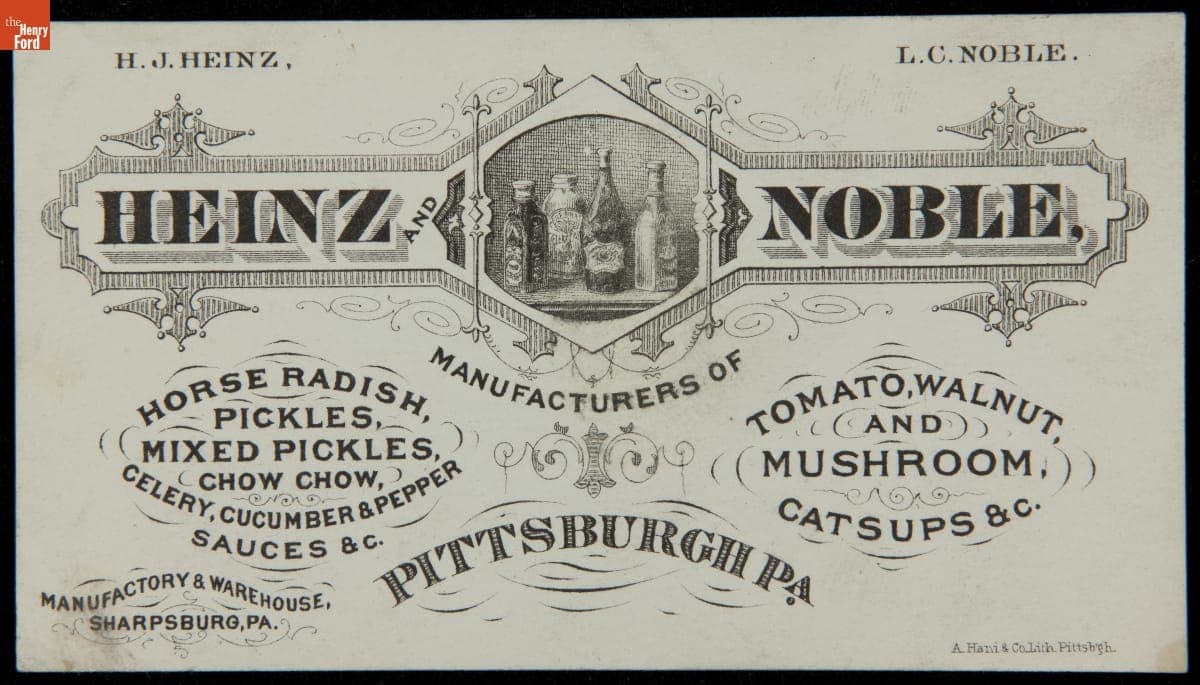 the
Henry
Ford
H. J. HEINZ,
L. C. NOBLE.
HEINZ AND NOBLE,
MANUFACTURERS OF
HORSE RADISH,
PICKLES,
MIXED PICKLES,
CHOW CHOW,
CELERY, CUCUMBER & PEPPER
SAUCES &c.
TOMATO, WALNUT,
AND
MUSHROOM,
CATSUPS &c.
PITTSBURGH PA.
MANUFACTORY & WAREHOUSE,
SHARPSBURG, PA.
A. Hani & Co. Lith. Pittsb'gh.